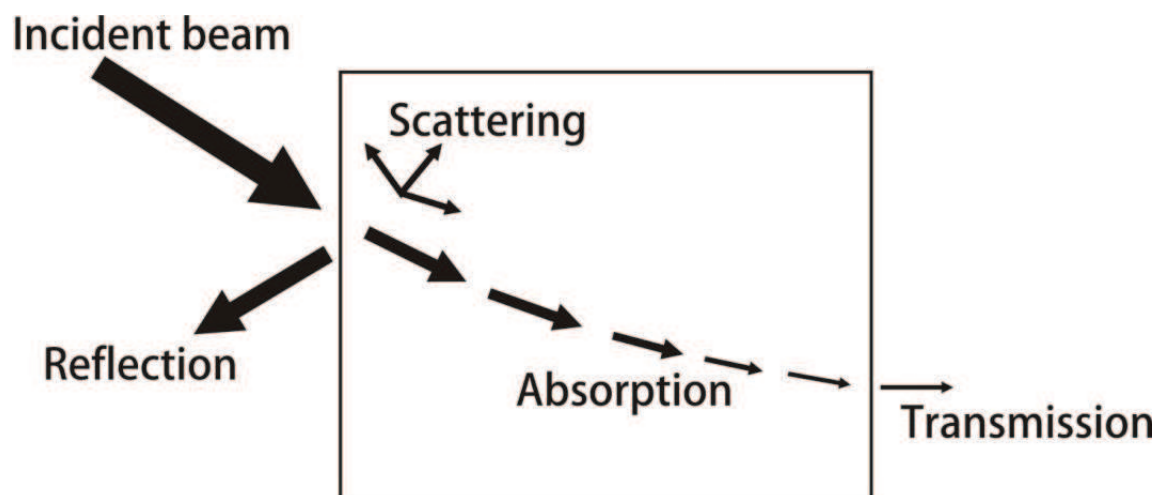 Incident beam
Scattering
Reflection
Absorption
Transmission